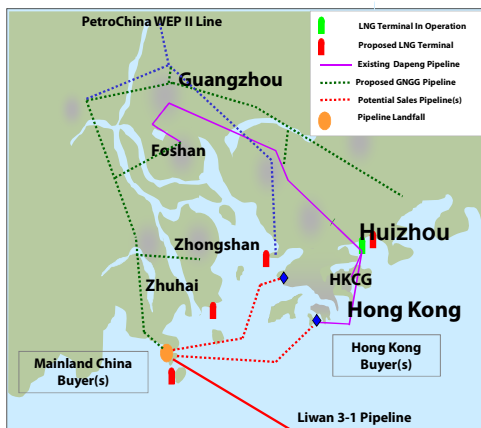 PetroChina WEP II Line
LNG Terminal In Operation
Proposed LNG Terminal
Existing Dapeng Pipeline
Proposed GNGG Pipeline
Potential Sales Pipeline(s)
Pipeline Landfall
Guangzhou
Foshan
Huizhou
Zhongshan
HKCG
Zhuhai
Hong Kong
Mainland China
Buyer(s)
Hong Kong
Buyer(s)
Liwan 3-1 Pipeline